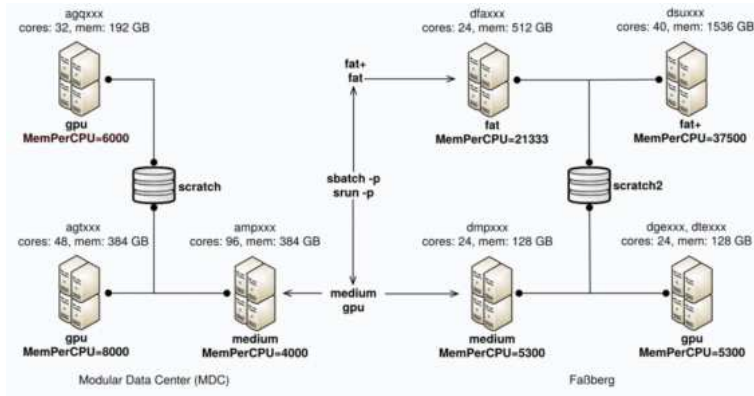 agqxxx
cores: 32, mem: 192 GB
gpu
MemPerCPU=6000
scratch
agtxxx
cores: 48, mem: 384 GB
gpu
MemPerCPU=8000
ampxxx
cores: 96, mem: 384 GB
medium
MemPerCPU=4000
Modular Data Center (MDC)
fat+
fat
sbatch -p
srun -p
medium
gpu
dfaxxx
cores: 24, mem: 512 GB
fat
MemPerCPU=21333
dsuxxx
cores: 40, mem: 1536 GB
fat+
MemPerCPU=37500
scratch2
dmpxxx
cores: 24, mem: 128 GB
medium
MemPerCPU=5300
dgexxx, dtexxx
cores: 24, mem: 128 GB
gpu
MemPerCPU=5300
Faßberg